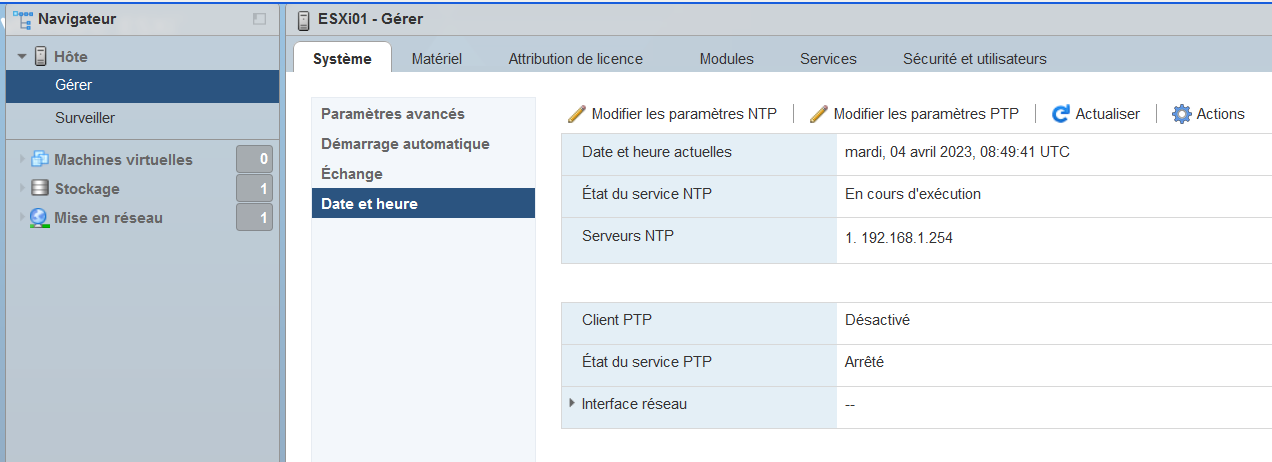 Navigateur
Hôte
Gérer
Surveiller
Machines virtuelles 0
Stockage 1
Mise en réseau 1
ESXi01 - Gérer
Système Matériel Attribution de licence Modules Services Sécurité et utilisateurs
Paramètres avancés
Démarrage automatique
Échange
Date et heure
Modifier les paramètres NTP Modifier les paramètres PTP Actualiser Actions
Date et heure actuelles mardi, 04 avril 2023, 08:49:41 UTC
État du service NTP En cours d'exécution
Serveurs NTP 1. 192.168.1.254
Client PTP Désactivé
État du service PTP Arrêté
Interface réseau --